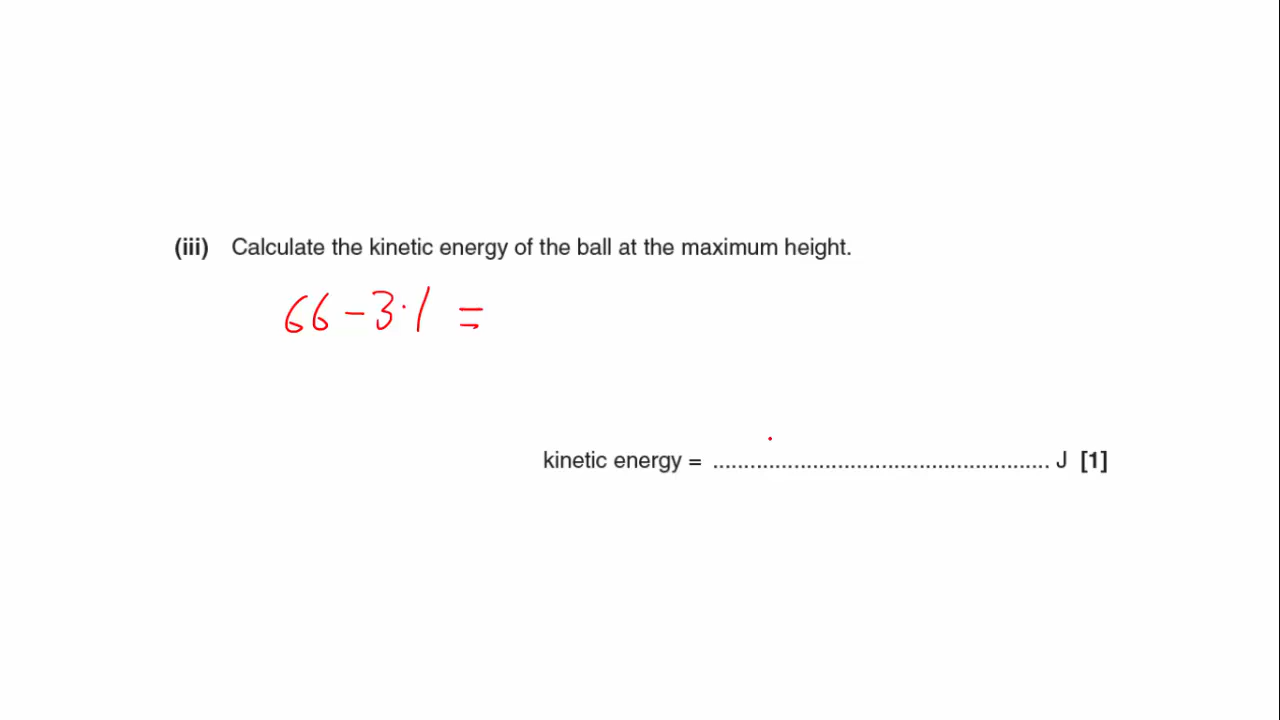 (iii) Calculate the kinetic energy of the ball at the maximum height.
66 - 3·1 =
kinetic energy = ...................................................... J [1]